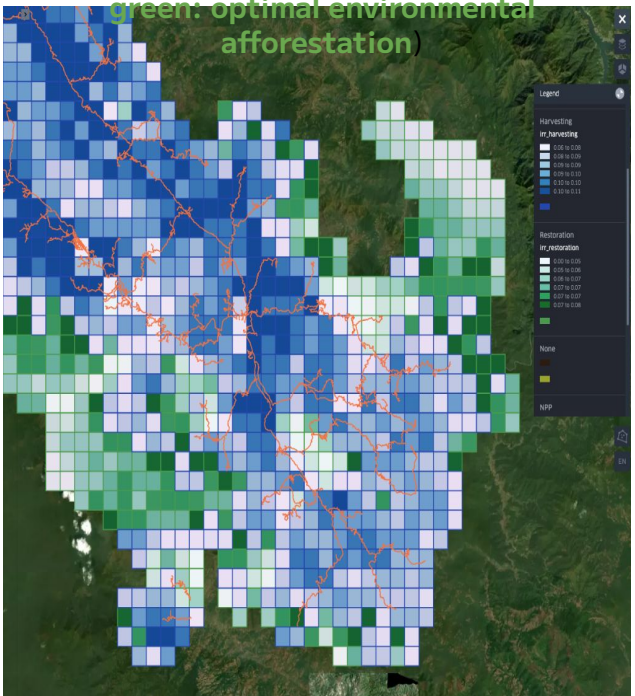 green: optimal environmental
afforestation)
X
Legend
Harvesting
irr_harvesting
0.06 to 0.08
0.08 to 0.09
0.09 to 0.09
0.09 to 0.10
0.10 to 0.10
0.10 to 0.11
Restoration
irr_restoration
0.00 to 0.05
0.05 to 0.06
0.06 to 0.07
0.07 to 0.07
0.07 to 0.07
0.07 to 0.08
None
NPP
EN